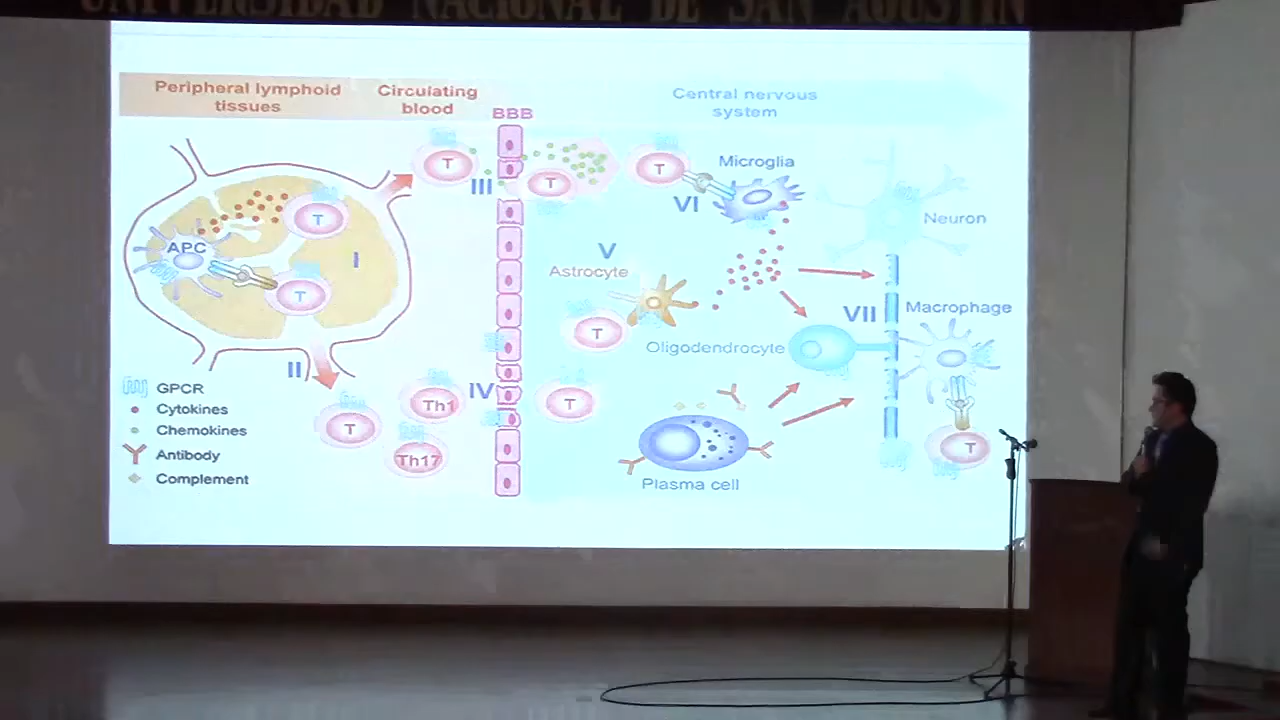 UNIVERSIDAD NACIONAL DE SAN AGUSTIN
Peripheral lymphoid
tissues
Circulating
blood
BBB
Central nervous
system
T
III
T
T
Microglia
VI
T
APC
I
T
Neuron
V
Astrocyte
T
VII
Macrophage
Oligodendrocyte
II
IV
T
Th1
Th17
T
T
Plasma cell
GPCR
Cytokines
Chemokines
Antibody
Complement